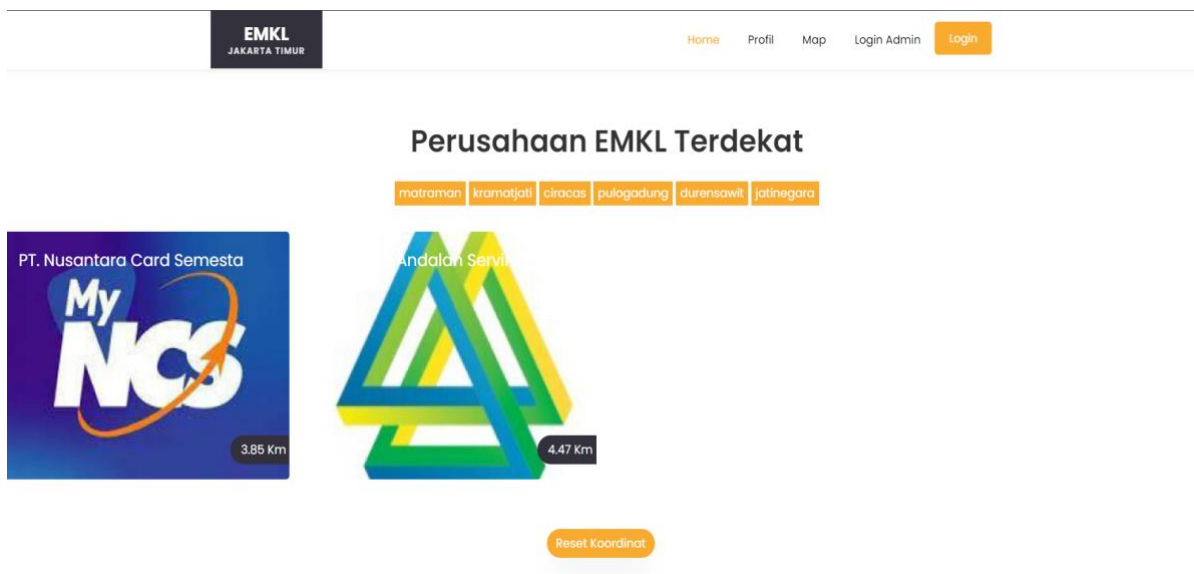 EMKL
JAKARTA TIMUR
Home Profil Map Login Admin Login
Perusahaan EMKL Terdekat
matraman kramatjati ciracas pulogadung durensawit jatinegara
PT. Nusantara Card Semesta
Andalan
My
NCS
3.85 Km
4.47 Km
Reset Koordinat